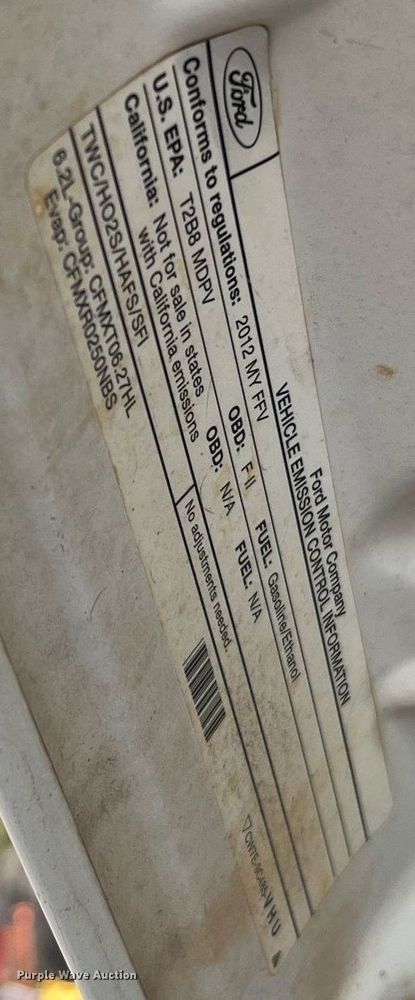 Ford
Ford Motor Company
VEHICLE EMISSION CONTROL INFORMATION
Conforms to regulations: 2012 MY FFV
U.S. EPA: T2B8 MDPV OBD: F II FUEL: Gasoline/Ethanol
California: Not for sale in states with California emissions OBD: N/A FUEL: N/A
TWC/HO2S/HAFS/SFI
6.2L-Group: CFMXT06.27HL
Evap: CFMXR0250NBS
No adjustments needed.
VHU
Purple Wave Auction